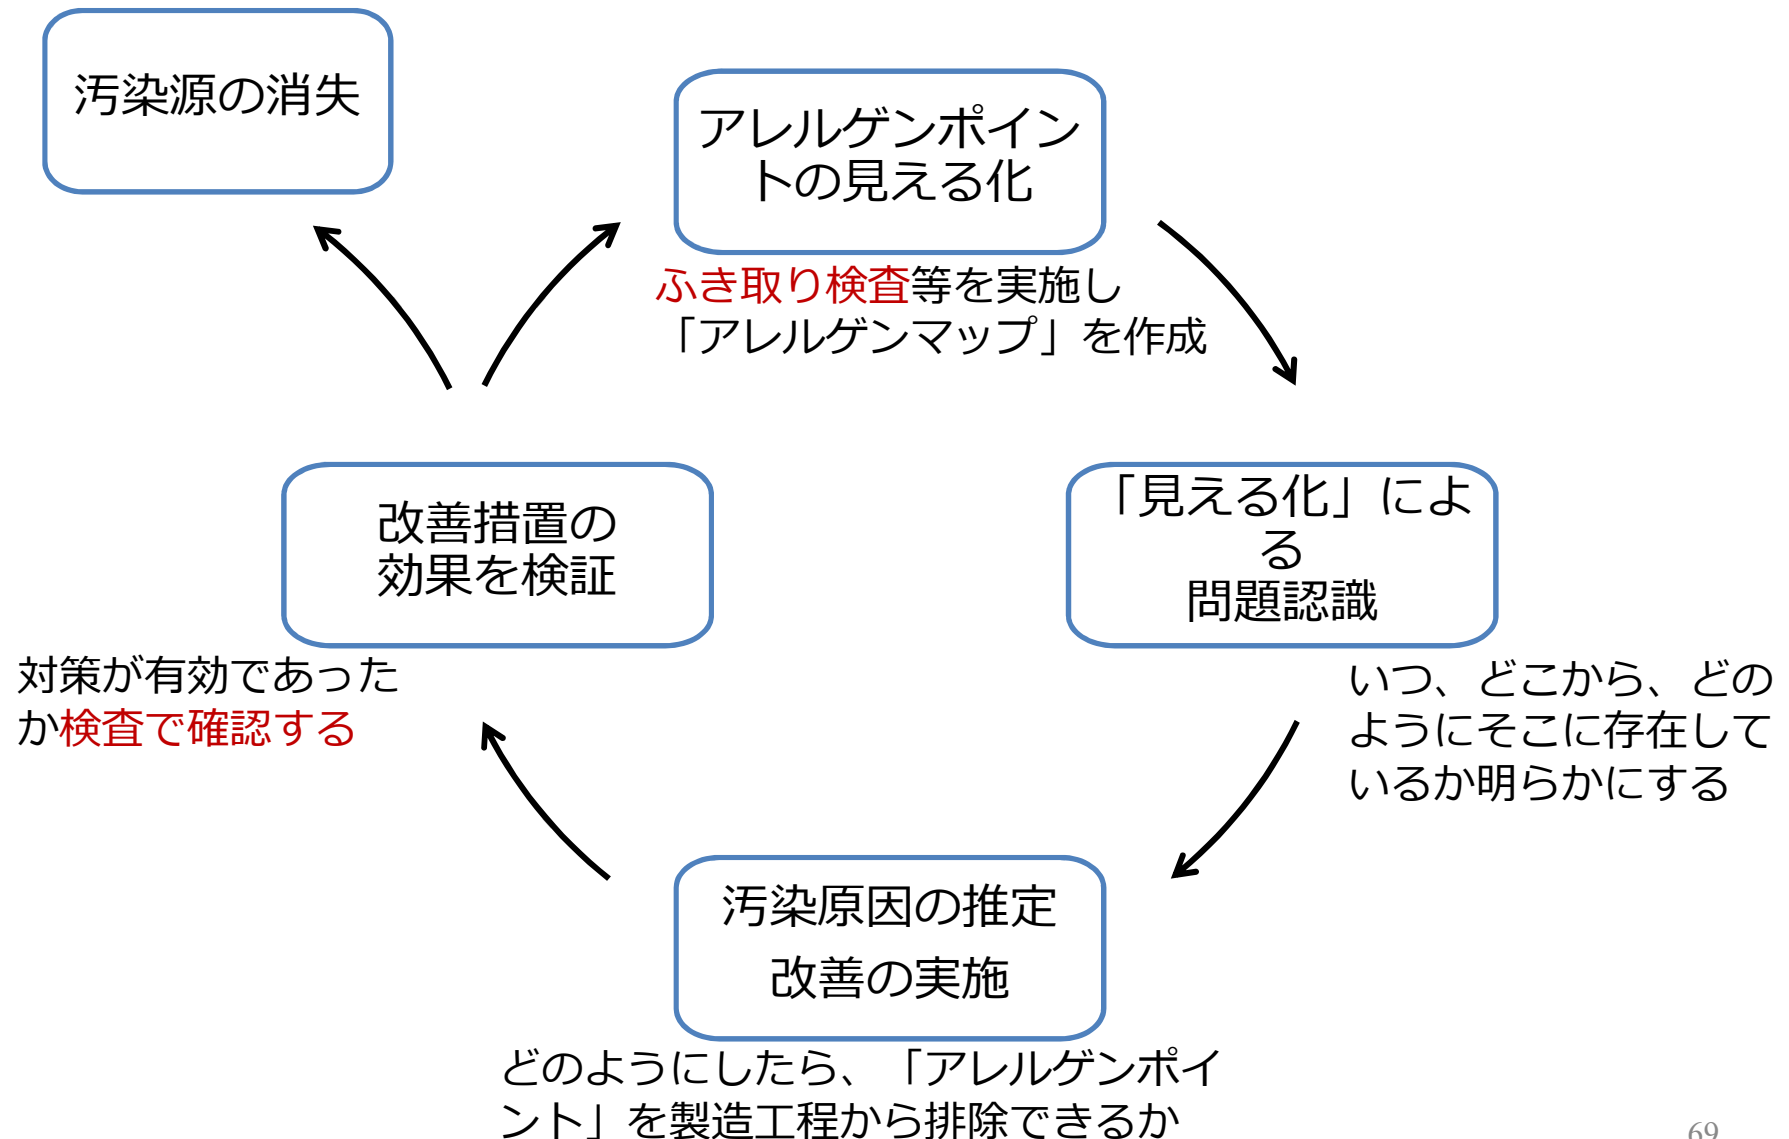 汚染源の消失
アレルゲンポイン
トの見える化
ふき取り検査等を実施し
「アレルゲンマップ」を作成
改善措置の
効果を検証
「見える化」によ
る
問題認識
対策が有効であった
か検査で確認する
いつ、どこから、どの
ようにそこに存在して
いるか明らかにする
汚染原因の推定
改善の実施
どのようにしたら、「アレルゲンポイ
ント」を製造工程から排除できるか
69